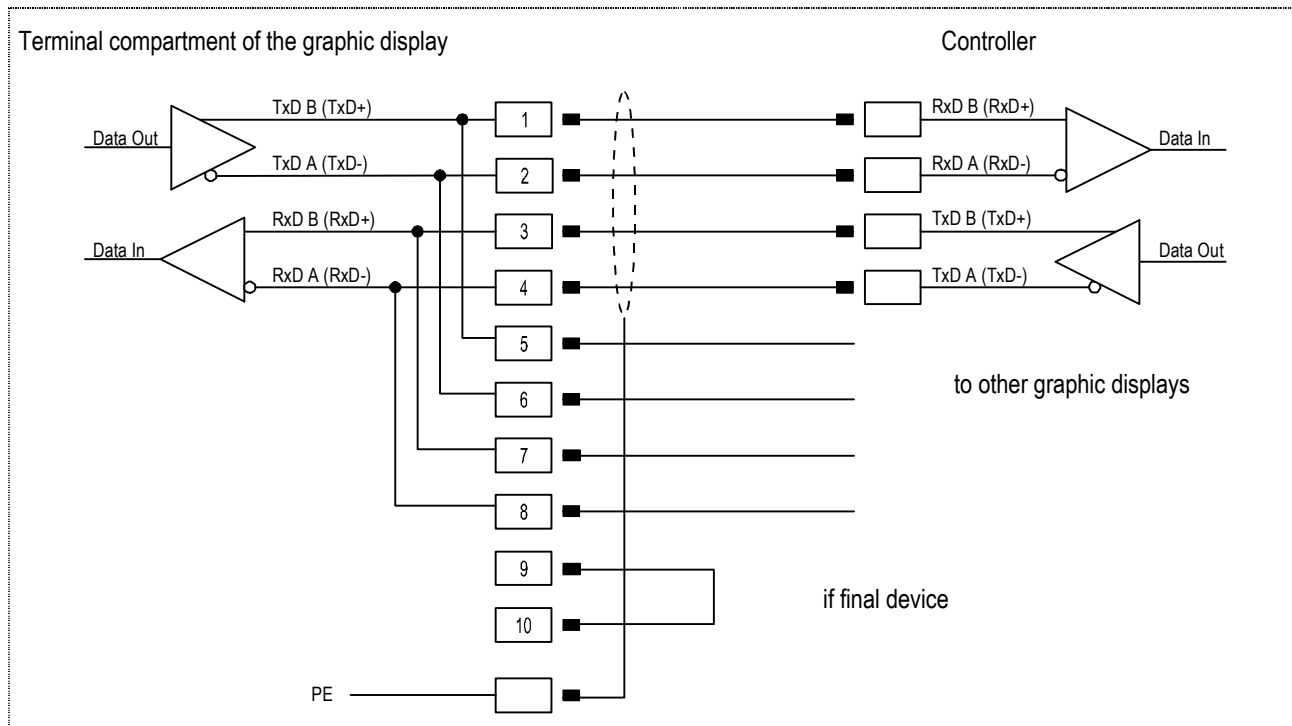 Terminal compartment of the graphic display
Controller
TxD B (TxD+)
1
RxD B (RxD+)
Data Out
Data In
TxD A (TxD-)
2
RxD A (RxD-)
RxD B (RxD+)
3
TxD B (TxD+)
Data In
Data Out
RxD A (RxD-)
4
TxD A (TxD-)
5
to other graphic displays
6
7
8
9
if final device
10
PE